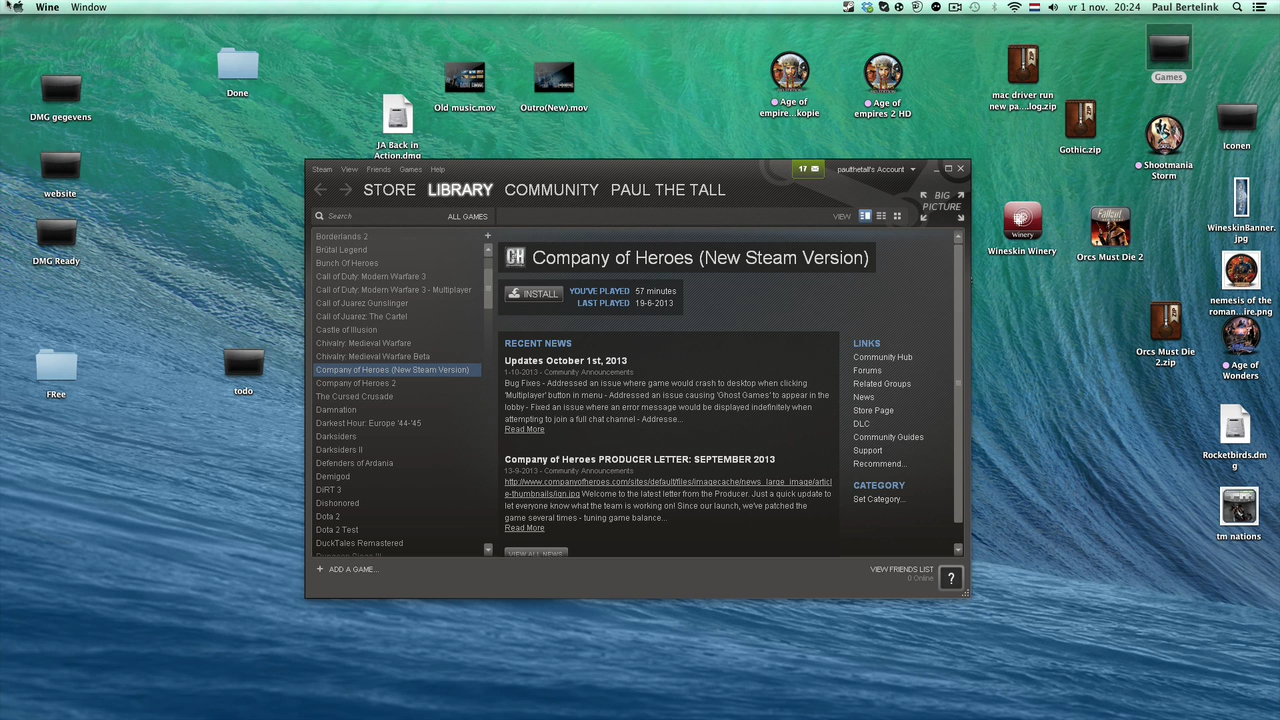 Wine Window
vr 1 nov. 20:24 Paul Bertelink
DMG gegevens
Done
Old music.mov
Outro(New).mov
JA Back in
Action.dmg
Age of
empire...kopie
Age of
empires 2 HD
mac driver run
new pa....log.zip
Games
Gothic.zip
Shootmania
Storm
Iconen
website
DMG Ready
FRee
todo
Wineskin Winery
Orcs Must Die 2
WineskinBanner.
jpg
nemesis of the
roman...ire.png
Orcs Must Die
2.zip
Age of
Wonders
Rocketbirds.dm
g
tm nations
Steam View Friends Games Help
17
paulthetall's Account
STORE LIBRARY COMMUNITY PAUL THE TALL
BIG
PICTURE
Search
ALL GAMES
VIEW
Borderlands 2
Brütal Legend
Bunch Of Heroes
Call of Duty: Modern Warfare 3
Call of Duty: Modern Warfare 3 - Multiplayer
Call of Juarez Gunslinger
Call of Juarez: The Cartel
Castle of Illusion
Chivalry: Medieval Warfare
Chivalry: Medieval Warfare Beta
Company of Heroes (New Steam Version)
Company of Heroes 2
The Cursed Crusade
Damnation
Darkest Hour: Europe '44-'45
Darksiders
Darksiders II
Defenders of Ardania
Demigod
DiRT 3
Dishonored
Dota 2
Dota 2 Test
DuckTales Remastered
Company of Heroes (New Steam Version)
INSTALL
YOU'VE PLAYED 57 minutes
LAST PLAYED 19-6-2013
RECENT NEWS
Updates October 1st, 2013
1-10-2013 - Community Announcements
Bug Fixes - Addressed an issue where game would crash to desktop when clicking
'Multiplayer' button in menu - Addressed an issue causing 'Ghost Games' to appear in the
lobby - Fixed an issue where an error message would be displayed indefinitely when
attempting to join a full chat channel - Addresse...
Read More
Company of Heroes PRODUCER LETTER: SEPTEMBER 2013
13-9-2013 - Community Announcements
http://www.companyofheroes.com/sites/default/files/imagecache/news_large_image/articl
e-thumbnails/ign.jpg Welcome to the latest letter from the Producer. Just a quick update to
let everyone know what the team is working on! Since our launch, we've patched the
game several times - tuning game balance...
Read More
VIEW ALL NEWS
LINKS
Community Hub
Forums
Related Groups
News
Store Page
DLC
Community Guides
Support
Recommend...
CATEGORY
Set Category...
+ ADD A GAME...
VIEW FRIENDS LIST
0 Online
?